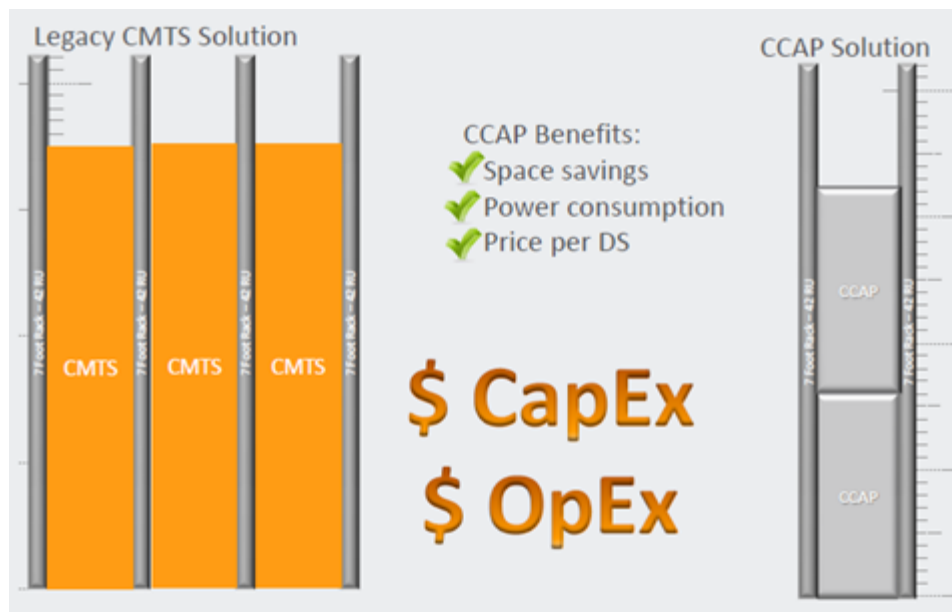 Legacy CMTS Solution
CCAP Solution
CCAP Benefits:
Space savings
Power consumption
Price per DS
7 Foot Rack – 42 RU
CMTS
7 Foot Rack – 42 RU
CMTS
7 Foot Rack – 42 RU
CMTS
7 Foot Rack – 42 RU
$ CapEx
$ OpEx
7 Foot Rack – 42 RU
CCAP
CCAP
7 Foot Rack – 42 RU